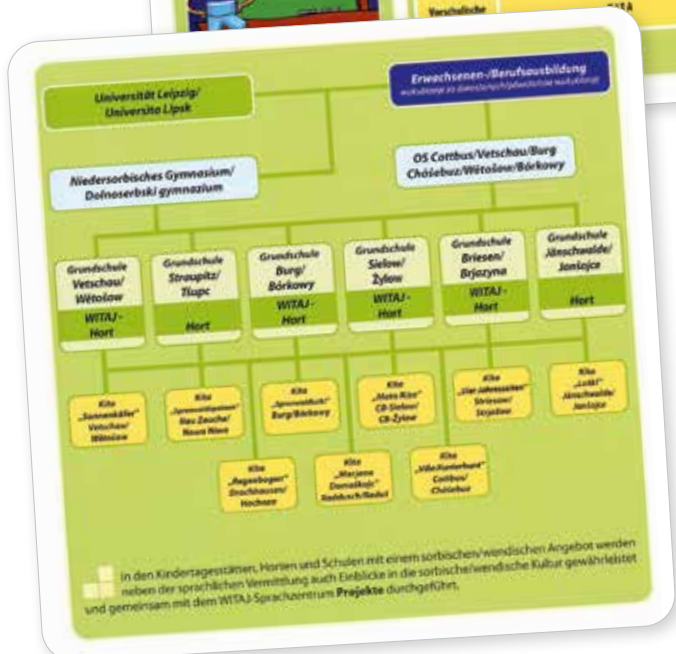 Vorschulische
KITA
Universität Leipzig/
Universita Lipsk
Erwachsenen-/Berufsausbildung
Niedersorbisches Gymnasium/
Dolnoserbski gymnazium
OS Cottbus/Vetschau/Burg
Chóśebuz/Wětošow/Bórkowy
Grundschule
Vetschau/
Wětošow
WITAJ-
Hort
Grundschule
Straupitz/
Tšupc
Hort
Grundschule
Burg/
Bórkowy
WITAJ-
Hort
Grundschule
Sielow/
Žylow
WITAJ-
Hort
Grundschule
Briesen/
Brjazyna
WITAJ-
Hort
Grundschule
Jänschwalde/
Janšojce
Hort
Kita
„Sonnenkäfer"
Vetschau/
Wětošow
Kita
Neu Zauche/
Nowa Niwa
Kita
Burg/Bórkowy
Kita
„Mato Rizo"
CB-Sielow/
CB-Žylow
Kita
„Vier Jahreszeiten"
Striesow/
Strjažow
Kita
„Lutki"
Jänschwalde/
Janšojce
Kita
„Regenbogen"
Drachhausen/
Hochoza
Kita
„Marjana
Domaškojc"
Raddusch/Raduš
Kita
„Villa Kunterbunt"
Cottbus/
Chóśebuz
In den Kindertagesstätten, Horten und Schulen mit einem sorbischen/wendischen Angebot werden
neben der sprachlichen Vermittlung auch Einblicke in die sorbische/wendische Kultur gewährleistet
und gemeinsam mit dem WITAJ-Sprachzentrum Projekte durchgeführt.